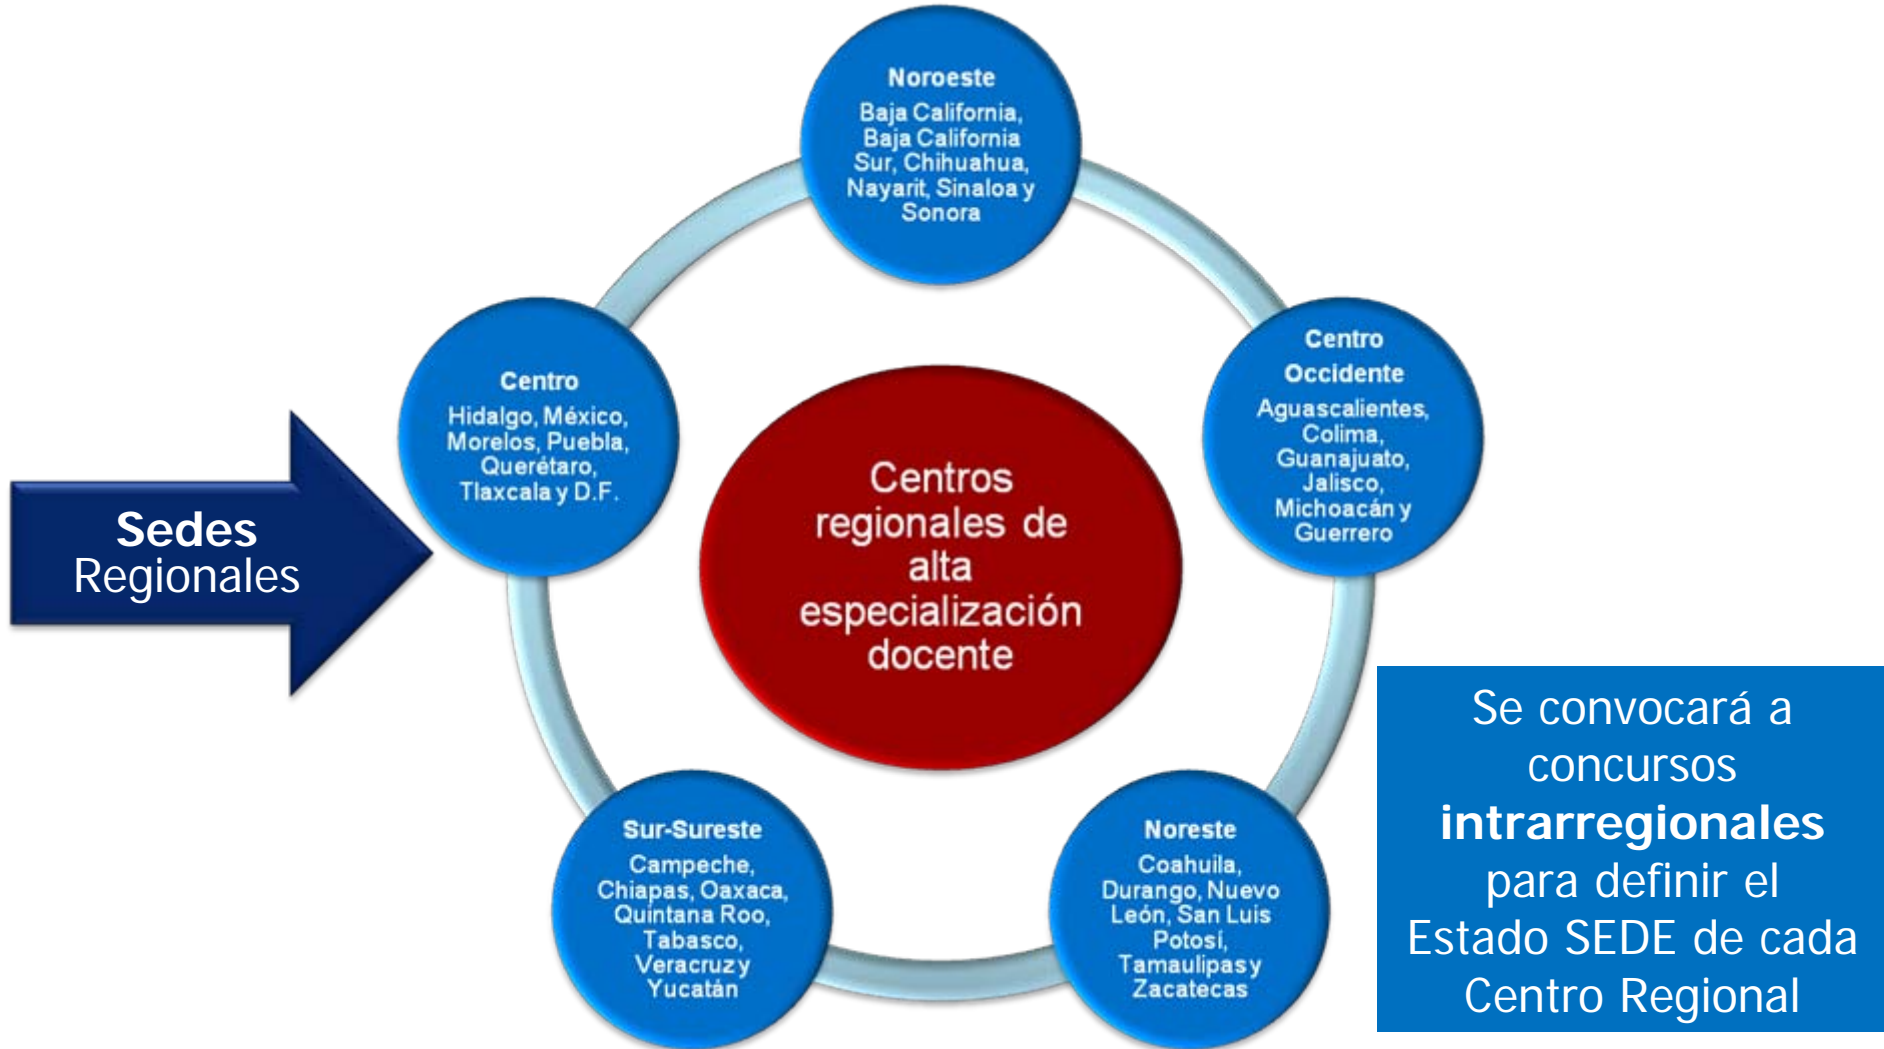 Noroeste
Baja California,
Baja California
Sur, Chihuahua,
Nayarit, Sinaloa y
Sonora
Centro
Occidente
Aguascalientes,
Colima,
Guanajuato,
Jalisco,
Michoacán y
Guerrero
Centro
Hidalgo, México,
Morelos, Puebla,
Querétaro,
Tlaxcala y D.F.
Centros
regionales de
alta
especialización
docente
Sedes
Regionales
Sur-Sureste
Campeche,
Chiapas, Oaxaca,
Quintana Roo,
Tabasco,
Veracruz y
Yucatán
Noreste
Coahuila,
Durango, Nuevo
León, San Luis
Potosí,
Tamaulipas y
Zacatecas
Se convocará a
concursos
intrarregionales
para definir el
Estado SEDE de cada
Centro Regional